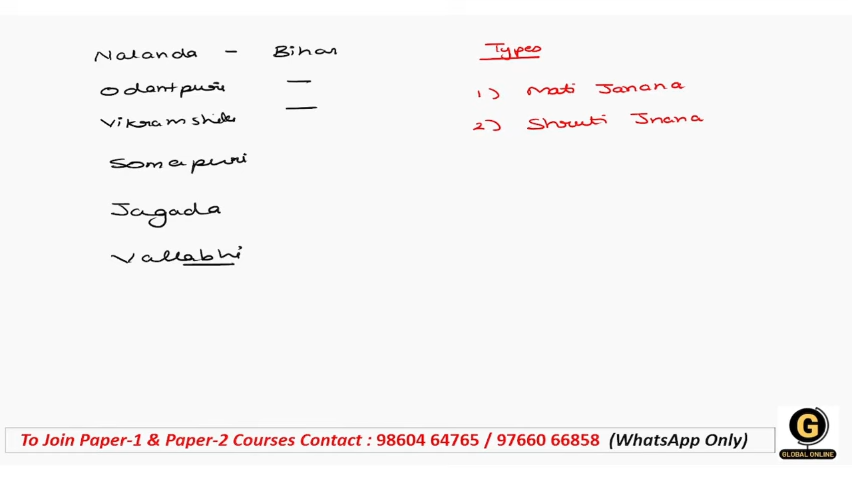 Nalanda - Bihar
Odantpuri —
Vikramshila —
Somapuri
Jagada
Vallabhi
Types
1) Mati Janana
2) Shruti Jnana
To Join Paper-1 & Paper-2 Courses Contact : 98604 64765 / 97660 66858 (WhatsApp Only)
G
GLOBAL ONLINE